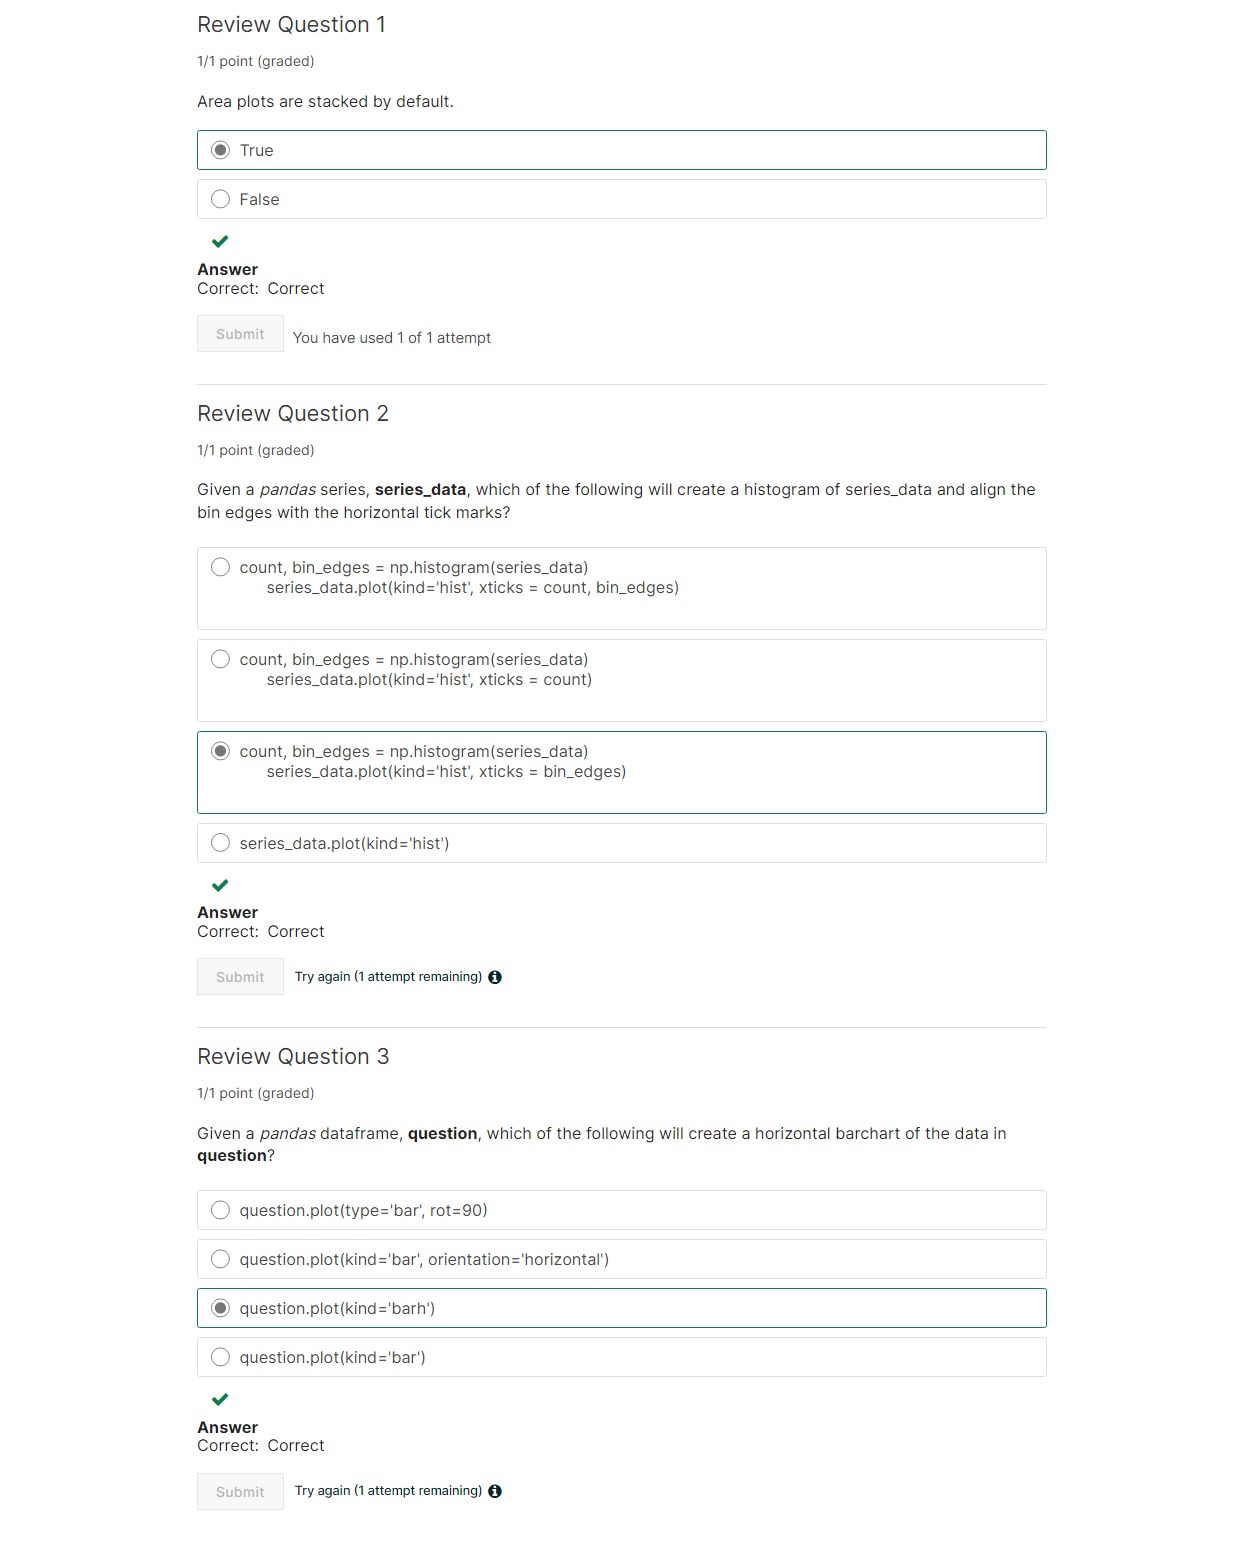 Review Question 1
1/1 point (graded)
Area plots are stacked by default.
True
False
Answer
Correct: Correct
Submit
You have used 1 of 1 attempt
Review Question 2
1/1 point (graded)
Given a pandas series, series_data, which of the following will create a histogram of series_data and align the
bin edges with the horizontal tick marks?
count, bin_edges = np.histogram(series_data)
series_data.plot(kind='hist', xticks = count, bin_edges)
count, bin_edges = np.histogram(series_data)
series_data.plot(kind='hist', xticks = count)
count, bin_edges = np.histogram(series_data)
series_data.plot(kind='hist', xticks = bin_edges)
series_data.plot(kind='hist')
Answer
Correct: Correct
Submit
Try again (1 attempt remaining)
Review Question 3
1/1 point (graded)
Given a pandas dataframe, question, which of the following will create a horizontal barchart of the data in
question?
question.plot(type='bar', rot=90)
question.plot(kind='bar', orientation='horizontal')
question.plot(kind='barh')
question.plot(kind='bar')
Answer
Correct: Correct
Submit
Try again (1 attempt remaining)